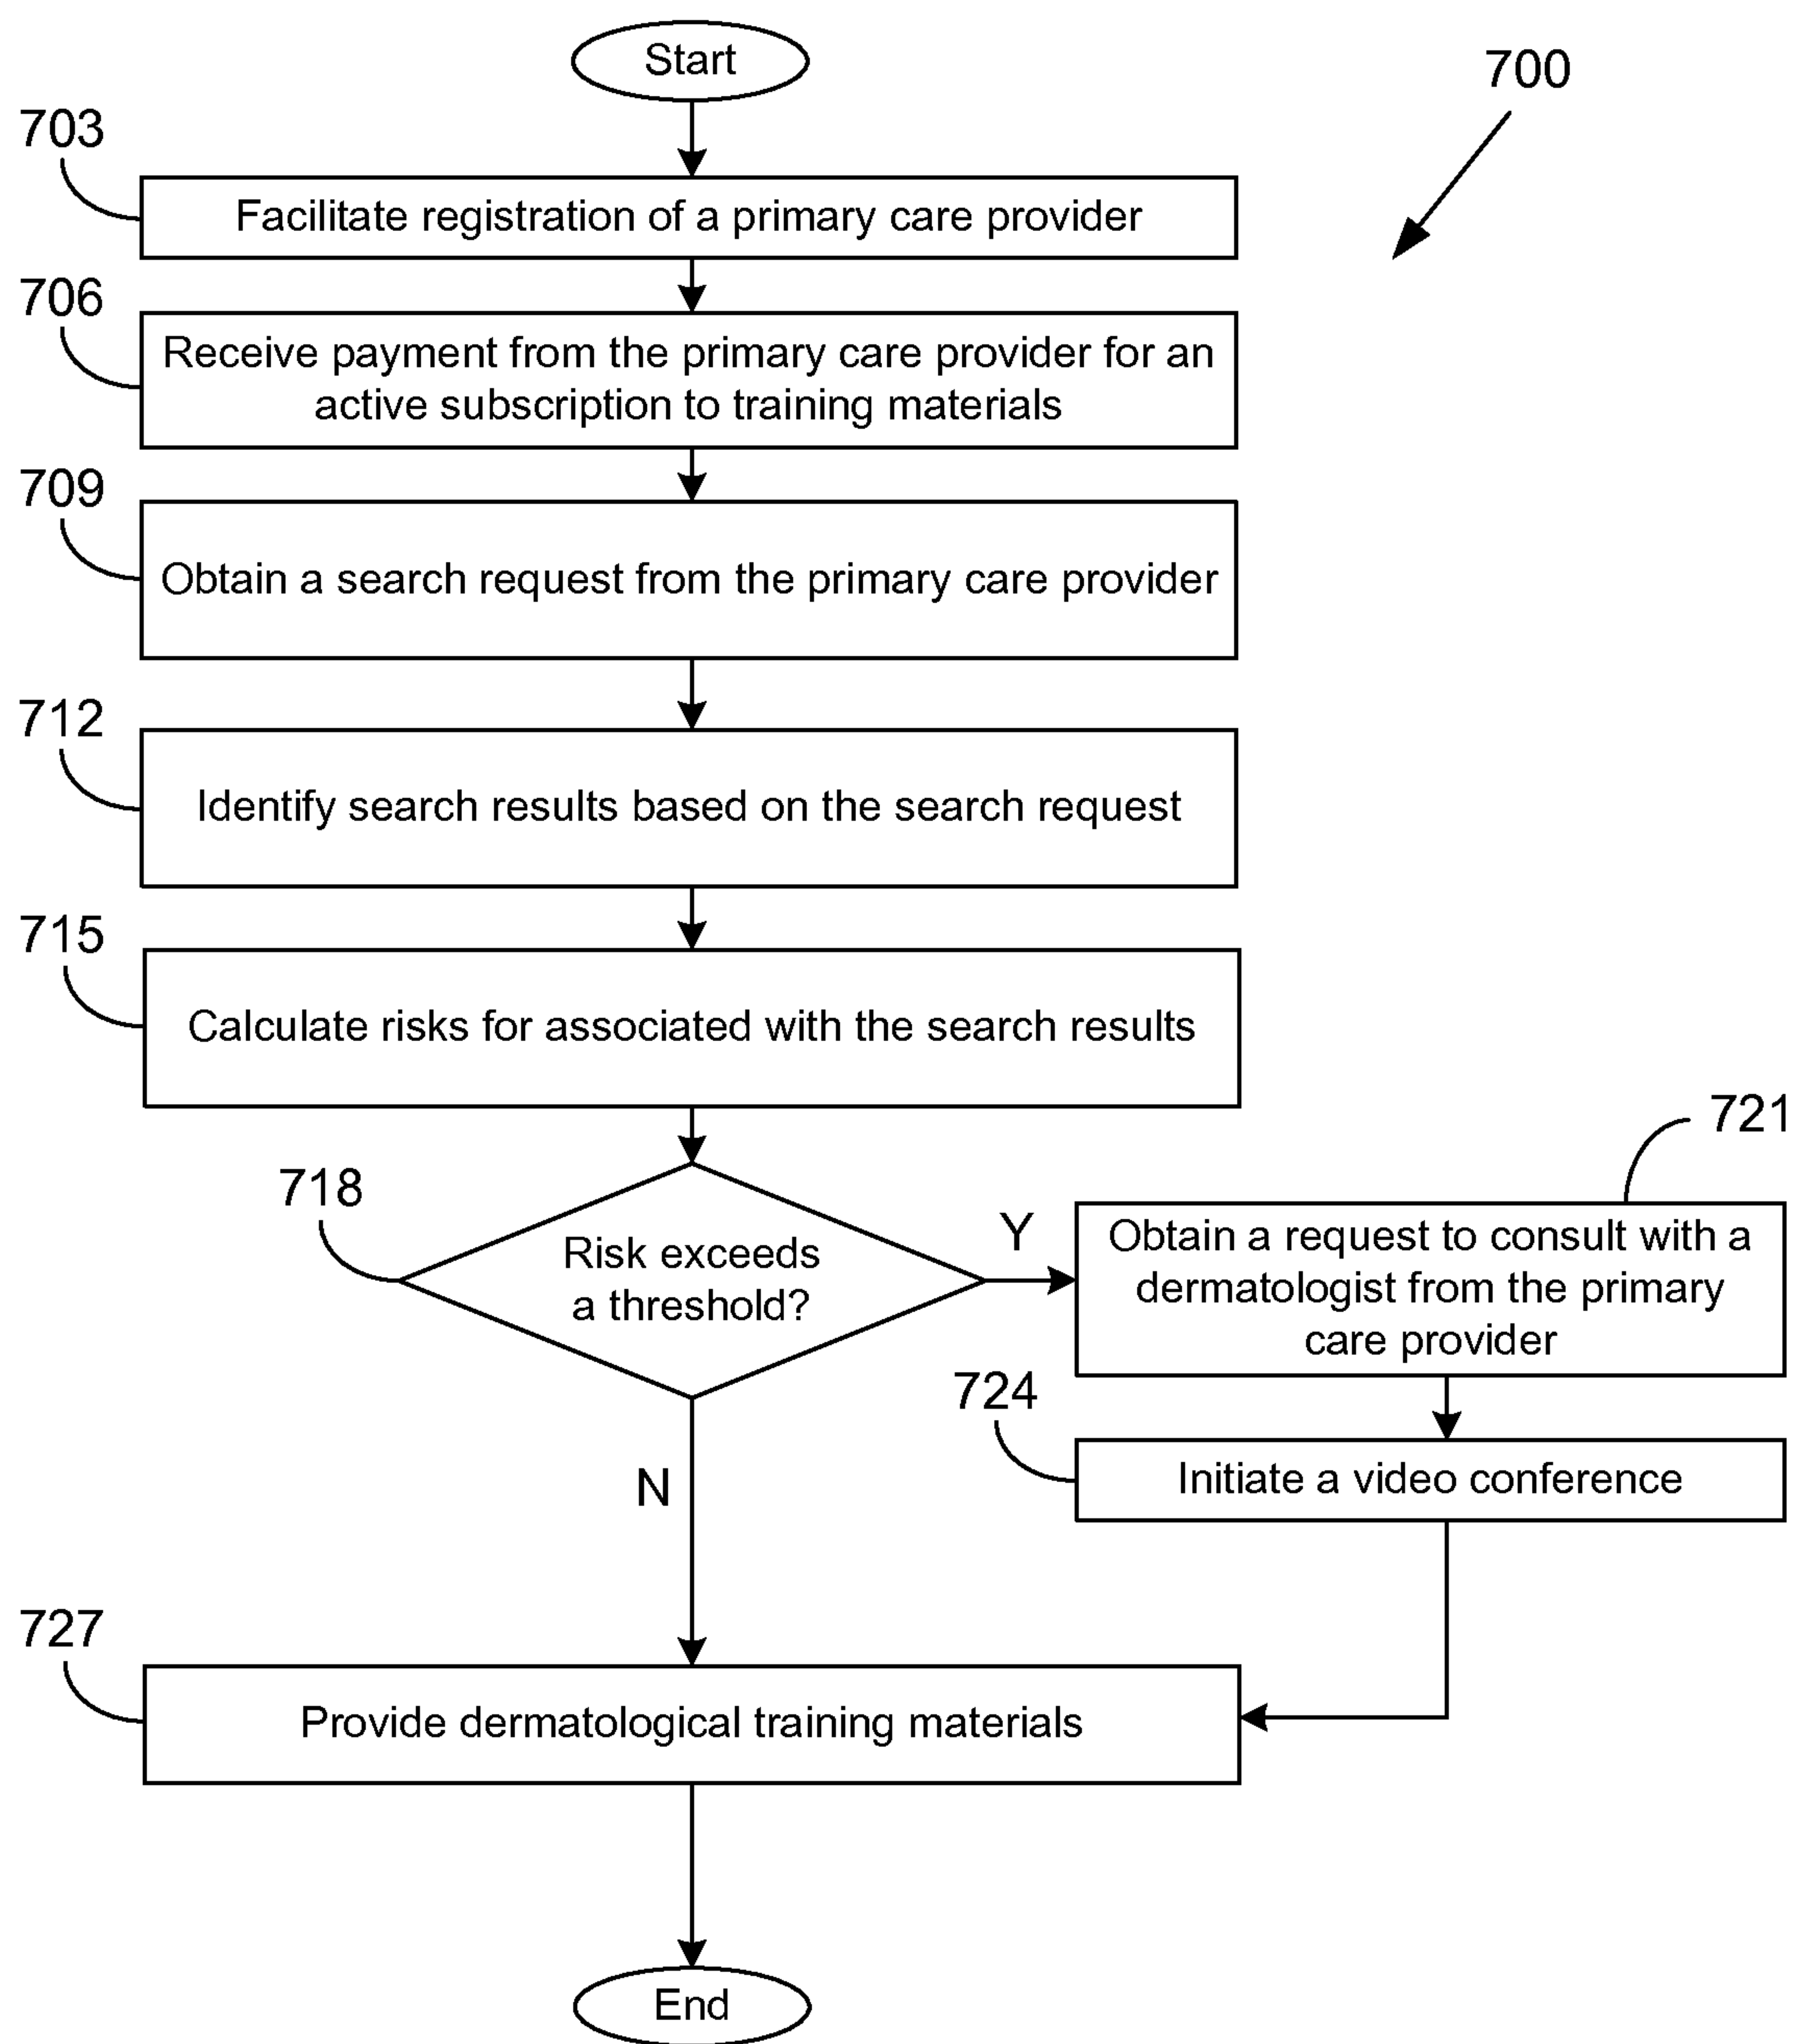 Start
700
703
Facilitate registration of a primary care provider
706
Receive payment from the primary care provider for an
active subscription to training materials
709
Obtain a search request from the primary care provider
712
Identify search results based on the search request
715
Calculate risks for associated with the search results
718
Risk exceeds
a threshold?
Y
721
Obtain a request to consult with a
dermatologist from the primary
care provider
724
Initiate a video conference
N
727
Provide dermatological training materials
End